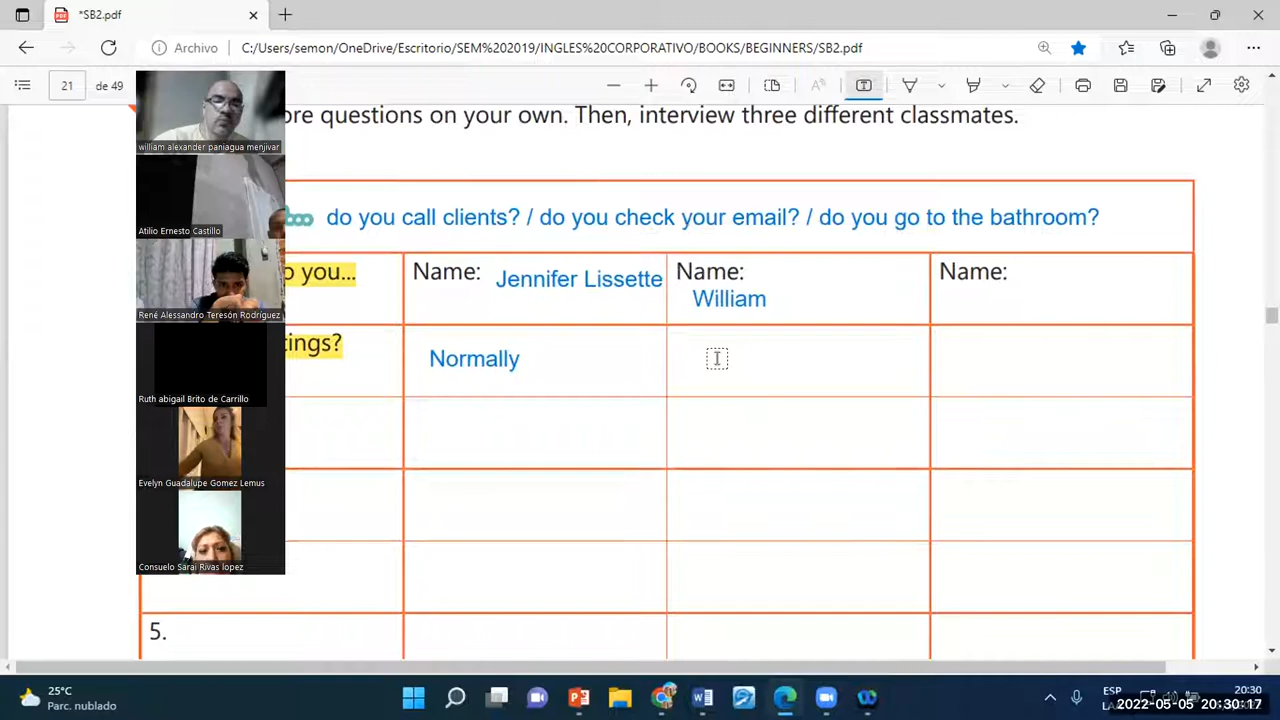 *SB2.pdf
Archivo
C:/Users/semon/OneDrive/Escritorio/SEM%202019/INGLES%20CORPORATIVO/BOOKS/BEGINNERS/SB2.pdf
21 de 49
ore questions on your own. Then, interview three different classmates.
do you call clients? / do you check your email? / do you go to the bathroom?
o you...
Name: Jennifer Lissette
Name:
William
Name:
tings?
Normally
5.
william alexander paniagua menjivar
Atilio Ernesto Castillo
René Alessandro Teresón Rodríguez
Ruth abigail Brito de Carrillo
Evelyn Guadalupe Gomez Lemus
Consuelo Sarai Rivas lopez
25°C
Parc. nublado
ESP
20:30
2022-05-05 20:30:17